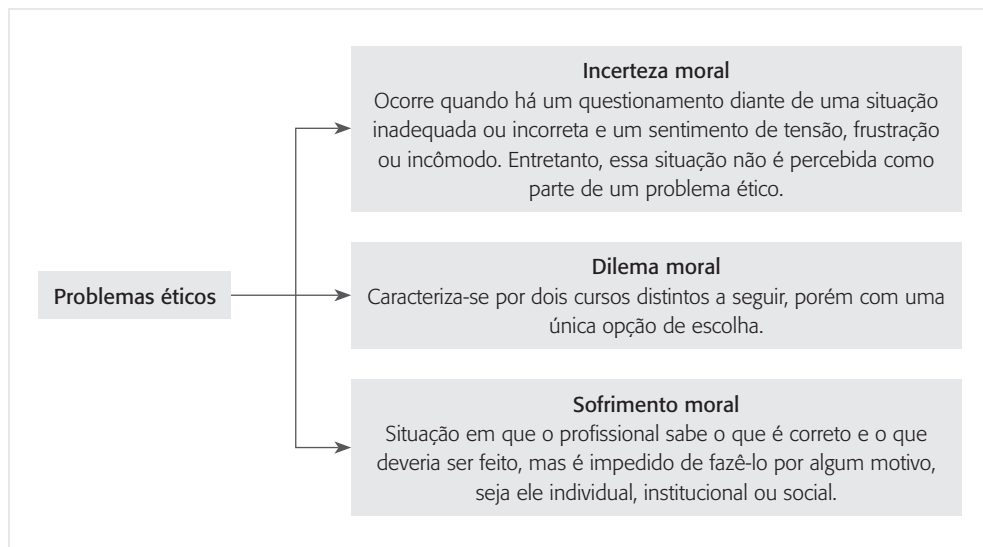 Problemas éticos
Incerteza moral
Ocorre quando há um questionamento diante de uma situação
inadequada ou incorreta e um sentimento de tensão, frustração
ou incômodo. Entretanto, essa situação não é percebida como
parte de um problema ético.
Dilema moral
Caracteriza-se por dois cursos distintos a seguir, porém com uma
única opção de escolha.
Sofrimento moral
Situação em que o profissional sabe o que é correto e o que
deveria ser feito, mas é impedido de fazê-lo por algum motivo,
seja ele individual, institucional ou social.